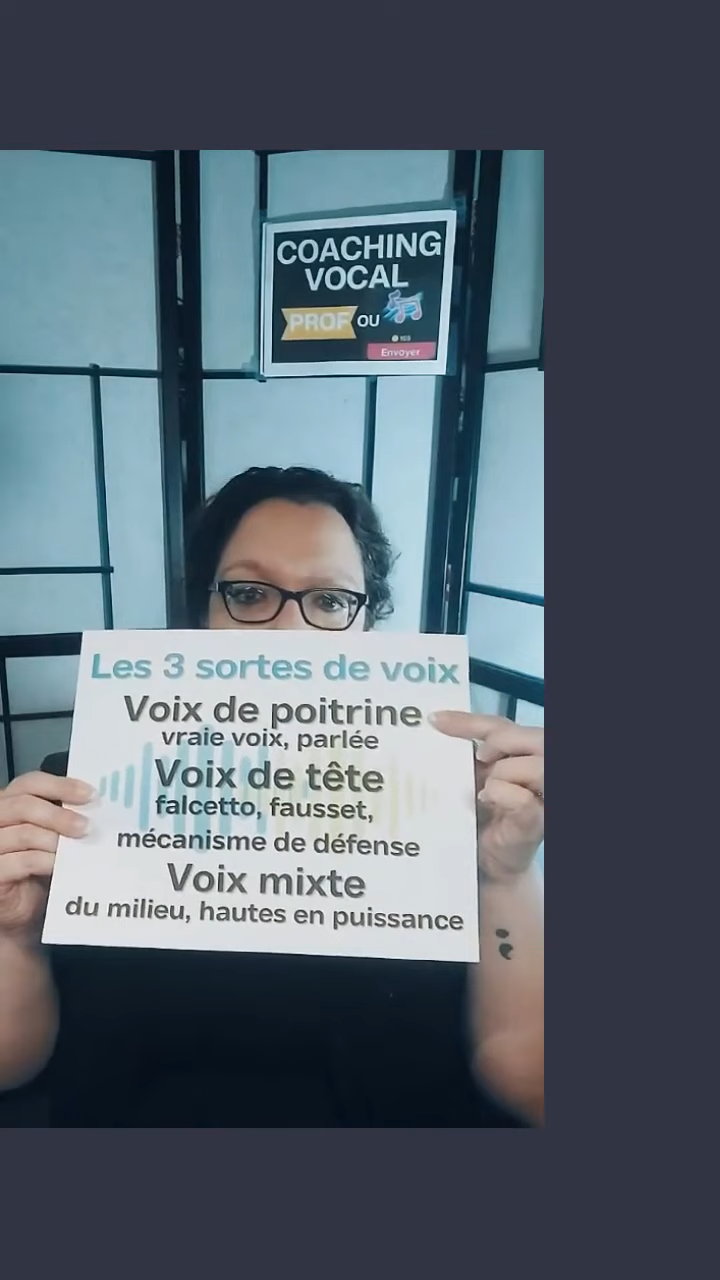 COACHING
VOCAL
PROF OU
Envoyer
Les 3 sortes de voix
Voix de poitrine
vraie voix, parlée
Voix de tête
falcetto, fausset,
mécanisme de défense
Voix mixte
du milieu, hautes en puissance